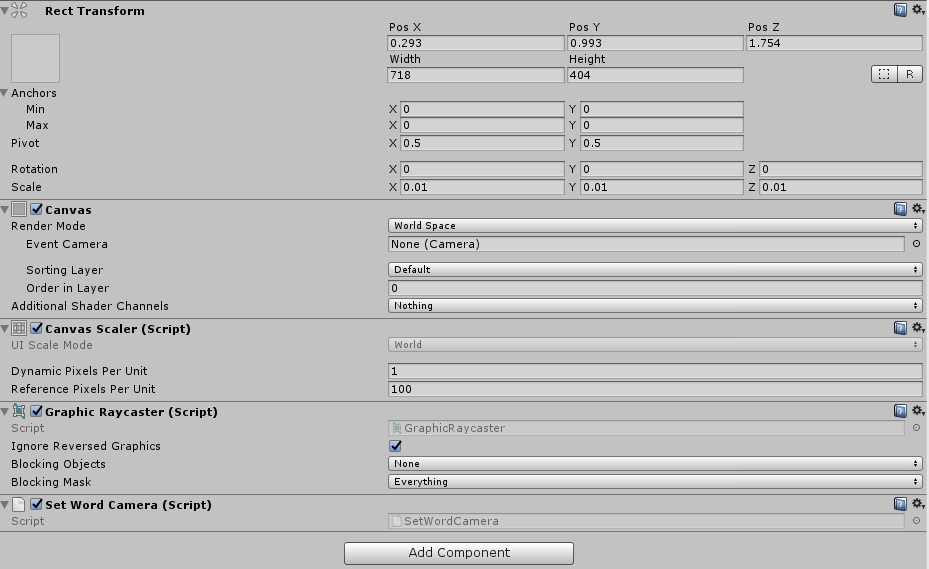 Rect Transform
Pos X Pos Y Pos Z
0.293 0.993 1.754
Width Height
718 404
R
Anchors
Min X 0 Y 0
Max X 0 Y 0
Pivot X 0.5 Y 0.5
Rotation X 0 Y 0 Z 0
Scale X 0.01 Y 0.01 Z 0.01
Canvas
Render Mode World Space
Event Camera None (Camera)
Sorting Layer Default
Order in Layer 0
Additional Shader Channels Nothing
Canvas Scaler (Script)
UI Scale Mode World
Dynamic Pixels Per Unit 1
Reference Pixels Per Unit 100
Graphic Raycaster (Script)
Script GraphicRaycaster
Ignore Reversed Graphics
Blocking Objects None
Blocking Mask Everything
Set Word Camera (Script)
Script SetWordCamera
Add Component